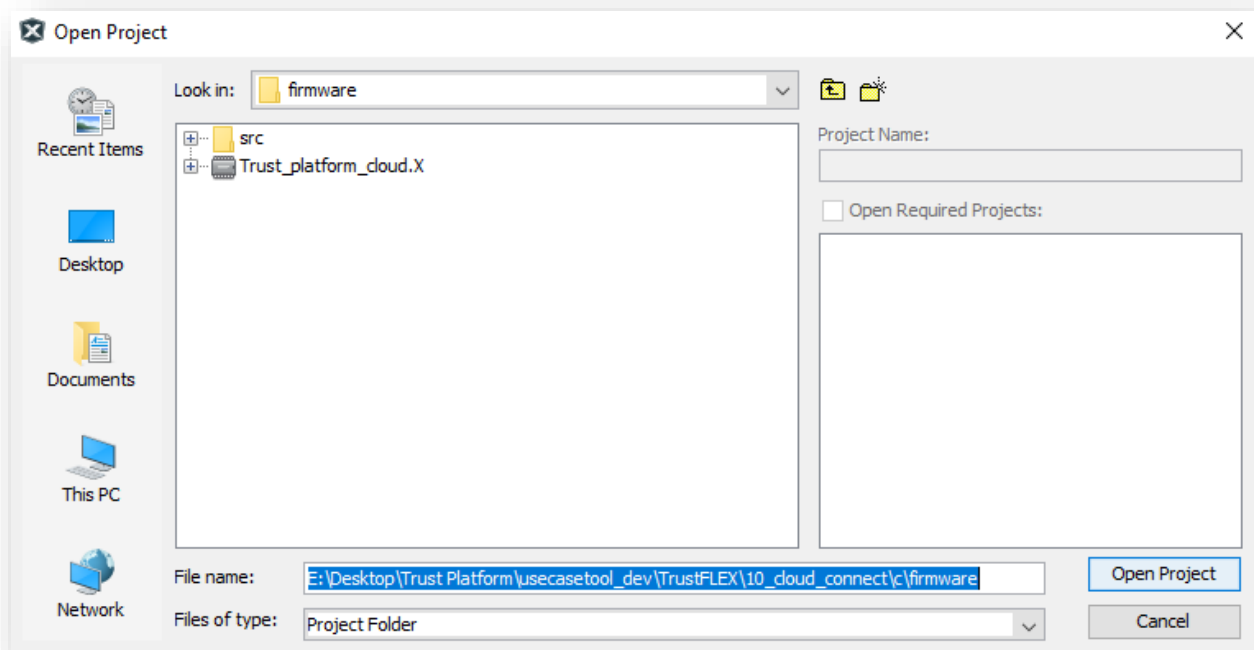 Open Project
Look in: firmware
Recent Items
Desktop
Documents
This PC
Network
src
Trust_platform_cloud.X
Project Name:
Open Required Projects:
File name: E:\Desktop\Trust Platform\usecasetool_dev\TrustFLEX\10_cloud_connect\c\firmware
Files of type: Project Folder
Open Project
Cancel